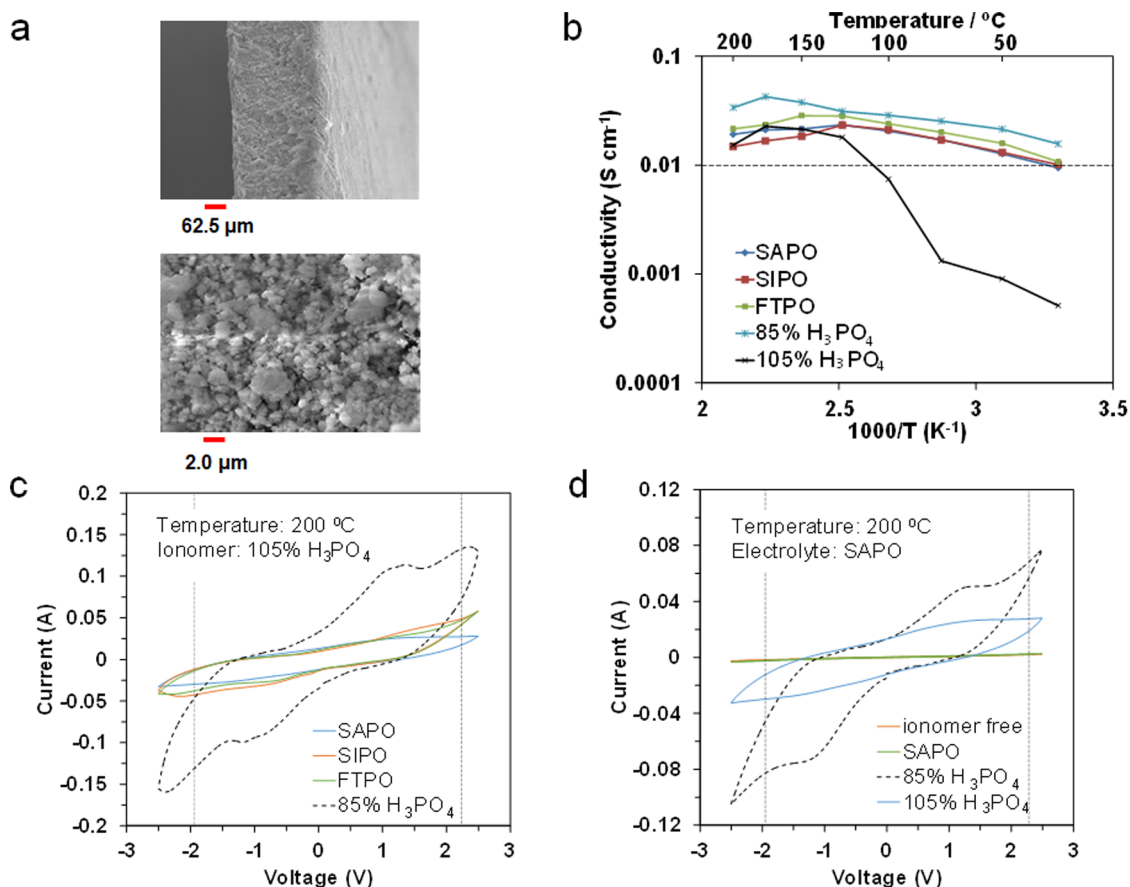 a
62.5 µm
2.0 µm
b
Temperature / ºC
200 150 100 50
0.1
0.01
0.001
0.0001
Conductivity (S cm⁻¹)
SAPO
SIPO
FTPO
85% H₃PO₄
105% H₃PO₄
2 2.5 3 3.5
1000/T (K⁻¹)
c
0.2
0.15
0.1
0.05
0
-0.05
-0.1
-0.15
-0.2
Current (A)
Temperature: 200 ºC
Ionomer: 105% H₃PO₄
SAPO
SIPO
FTPO
85% H₃PO₄
-3 -2 -1 0 1 2 3
Voltage (V)
d
0.12
0.08
0.04
0
-0.04
-0.08
-0.12
Current (A)
Temperature: 200 ºC
Electrolyte: SAPO
ionomer free
SAPO
85% H₃PO₄
105% H₃PO₄
-3 -2 -1 0 1 2 3
Voltage (V)